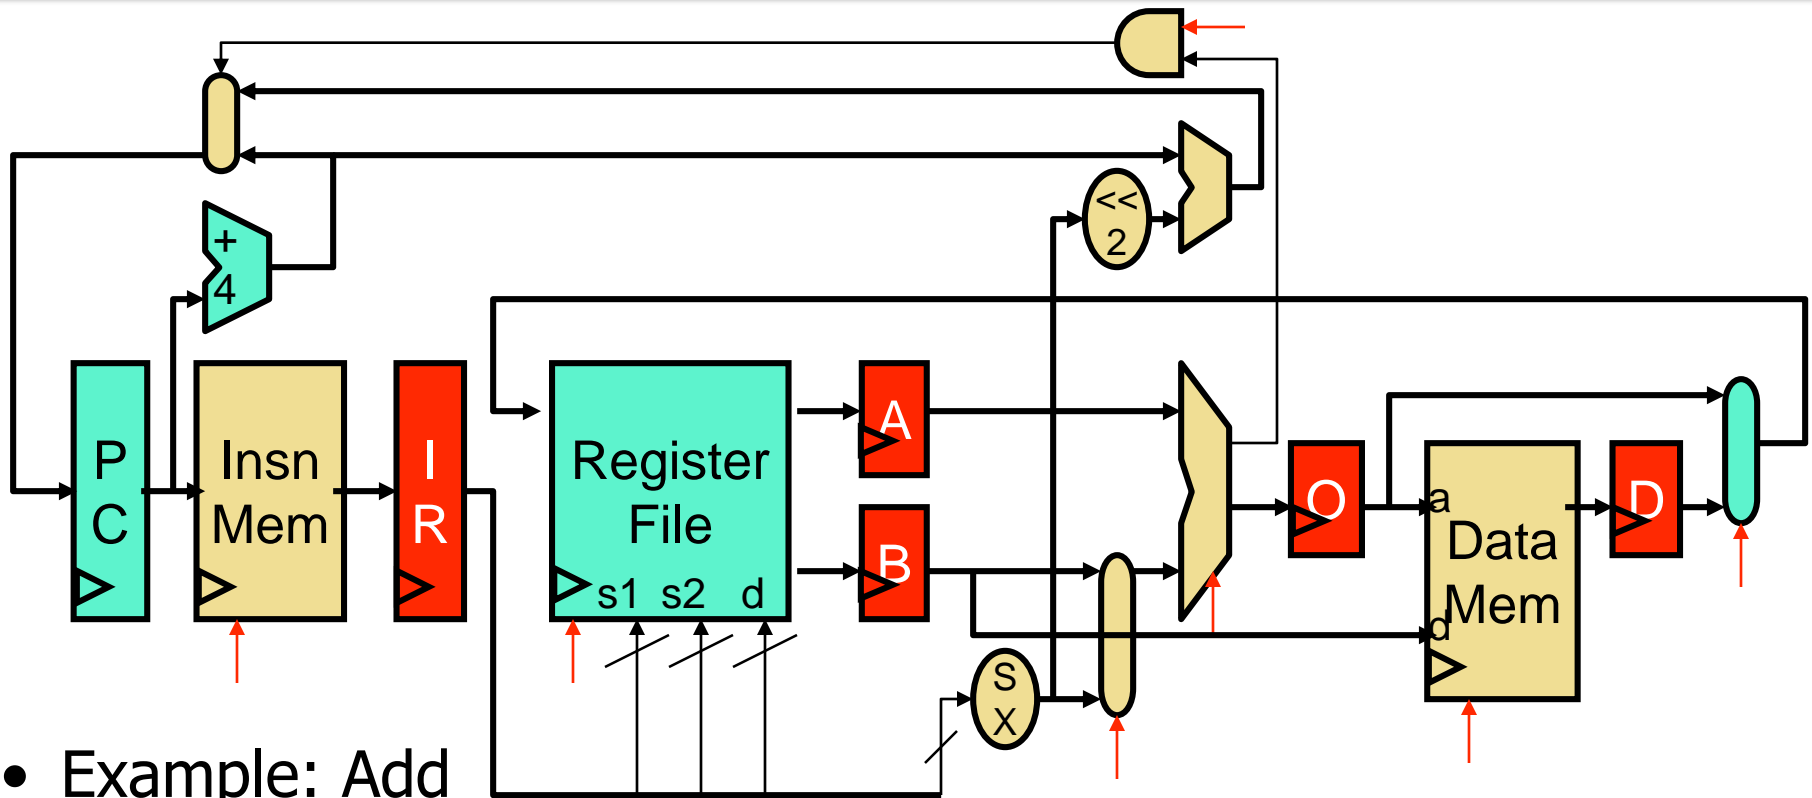 <<
2
+
4
P
C
Insn
Mem
I
R
Register
File
s1 s2 d
A
B
S
X
O
a
Data
Mem
d
D
• Example: Add